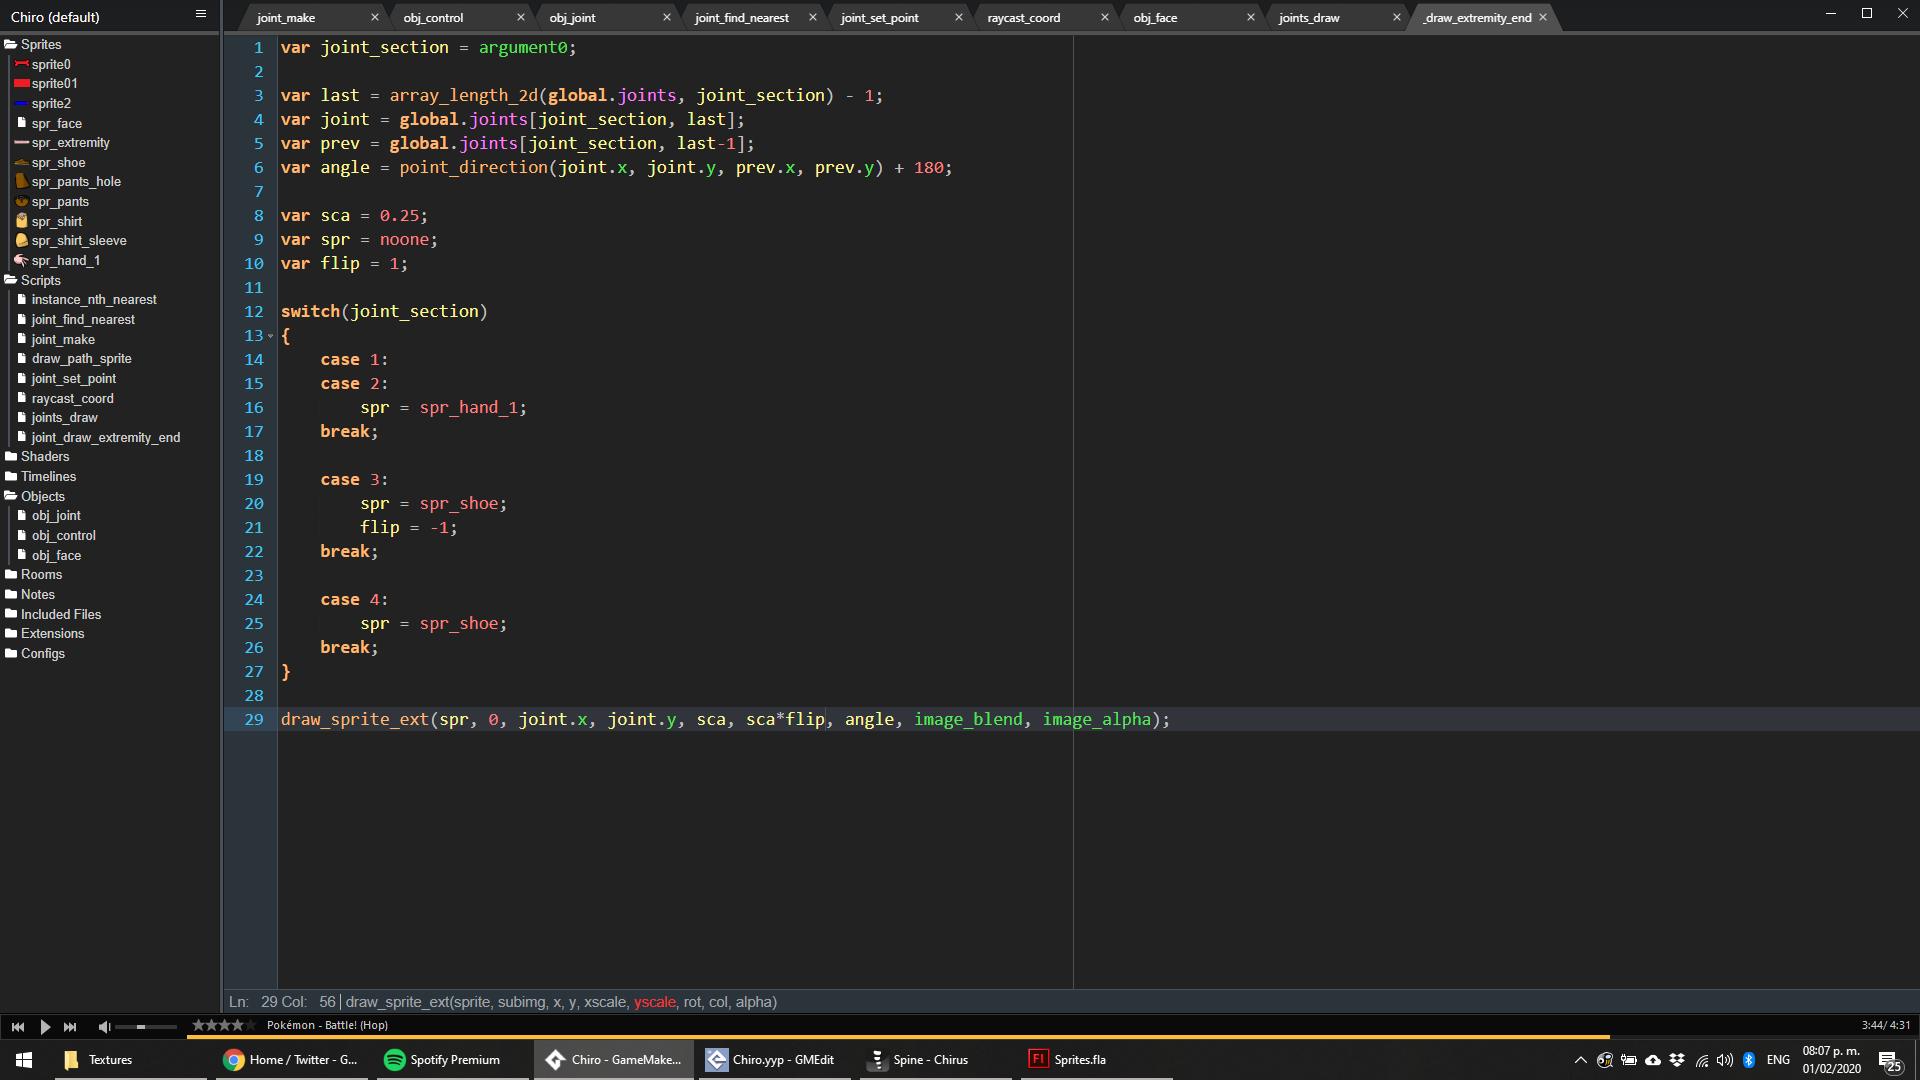 Chiro (default)
joint_make
obj_control
obj_joint
joint_find_nearest
joint_set_point
raycast_coord
obj_face
joints_draw
_draw_extremity_end
Sprites
sprite0
sprite01
sprite2
spr_face
spr_extremity
spr_shoe
spr_pants_hole
spr_pants
spr_shirt
spr_shirt_sleeve
spr_hand_1
Scripts
instance_nth_nearest
joint_find_nearest
joint_make
draw_path_sprite
joint_set_point
raycast_coord
joints_draw
joint_draw_extremity_end
Shaders
Timelines
Objects
obj_joint
obj_control
obj_face
Rooms
Notes
Included Files
Extensions
Configs
1 var joint_section = argument0;
2
3 var last = array_length_2d(global.joints, joint_section) - 1;
4 var joint = global.joints[joint_section, last];
5 var prev = global.joints[joint_section, last-1];
6 var angle = point_direction(joint.x, joint.y, prev.x, prev.y) + 180;
7
8 var sca = 0.25;
9 var spr = noone;
10 var flip = 1;
11
12 switch(joint_section)
13 {
14 case 1:
15 case 2:
16 spr = spr_hand_1;
17 break;
18
19 case 3:
20 spr = spr_shoe;
21 flip = -1;
22 break;
23
24 case 4:
25 spr = spr_shoe;
26 break;
27 }
28
29 draw_sprite_ext(spr, 0, joint.x, joint.y, sca, sca*flip, angle, image_blend, image_alpha);
Ln: 29 Col: 56 draw_sprite_ext(sprite, subimg, x, y, xscale, yscale, rot, col, alpha)
Pokémon - Battle! (Hop)
3:44/ 4:31
Textures
Home / Twitter - G...
Spotify Premium
Chiro - GameMake...
Chiro.yyp - GMEdit
Spine - Chirus
Fl
Sprites.fla
ENG
08:07 p. m.
01/02/2020
25